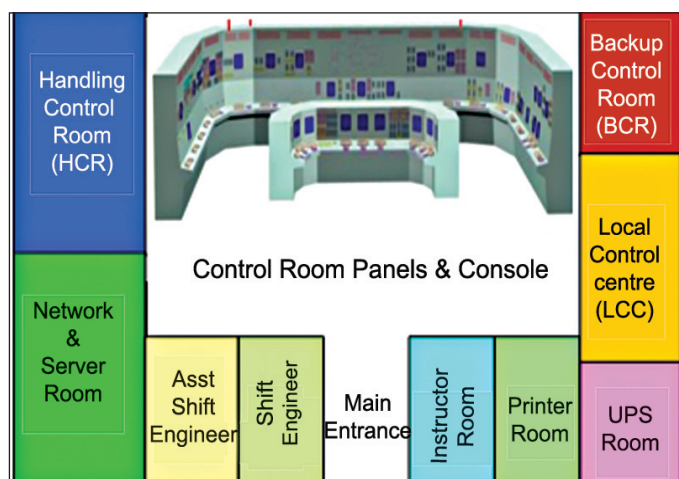 Handling
Control
Room
(HCR)
Backup
Control
Room
(BCR)
Control Room Panels & Console
Local
Control
centre
(LCC)
Network
&
Server
Room
Asst
Shift
Engineer
Shift
Engineer
Main
Entrance
Instructor
Room
Printer
Room
UPS
Room